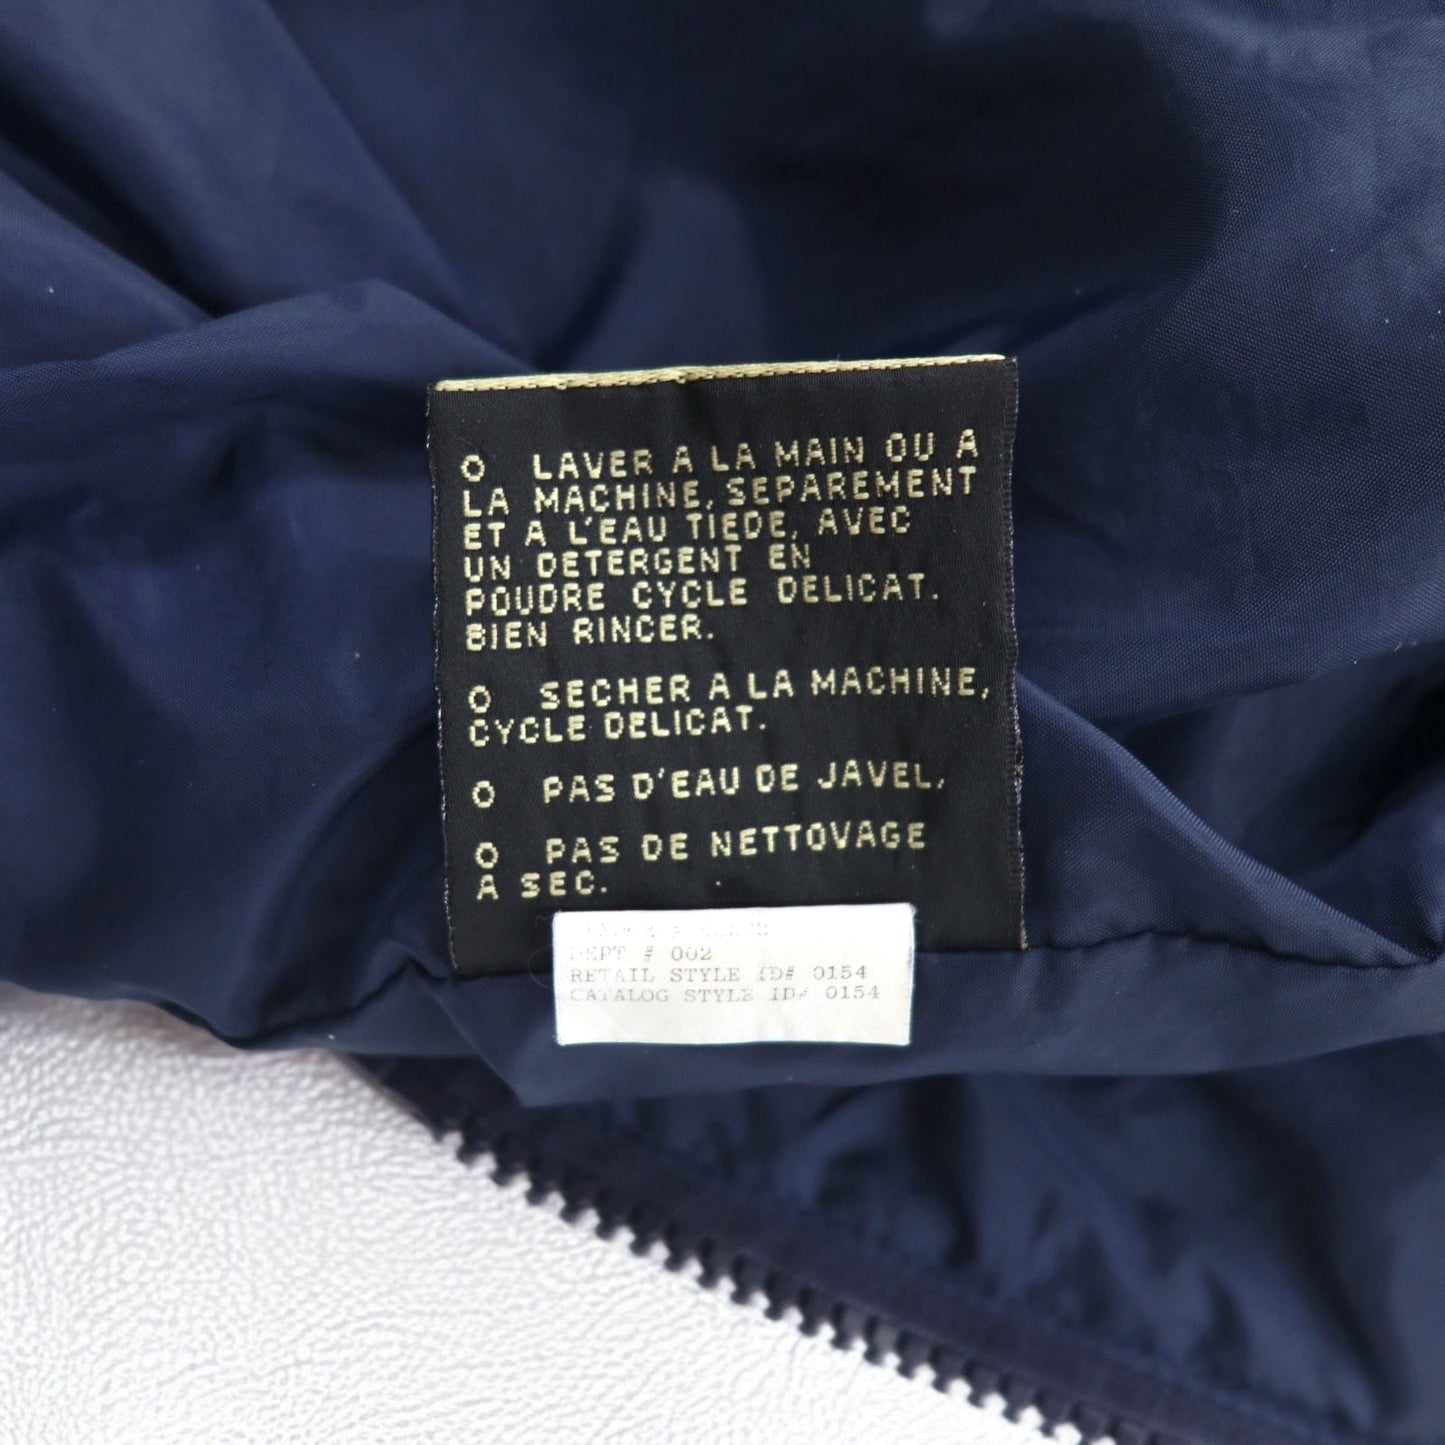 O LAVER A LA MAIN OU A
LA MACHINE, SEPAREMENT
ET A L'EAU TIEDE, AVEC
UN DETERGENT EN
POUDRE CYCLE DELICAT.
BIEN RINCER.
O SECHER A LA MACHINE,
CYCLE DELICAT.
O PAS D'EAU DE JAVEL,
O PAS DE NETTOVAGE
A SEC.
DEPT # 002
RETAIL STYLE ID# 0154
CATALOG STYLE ID# 0154